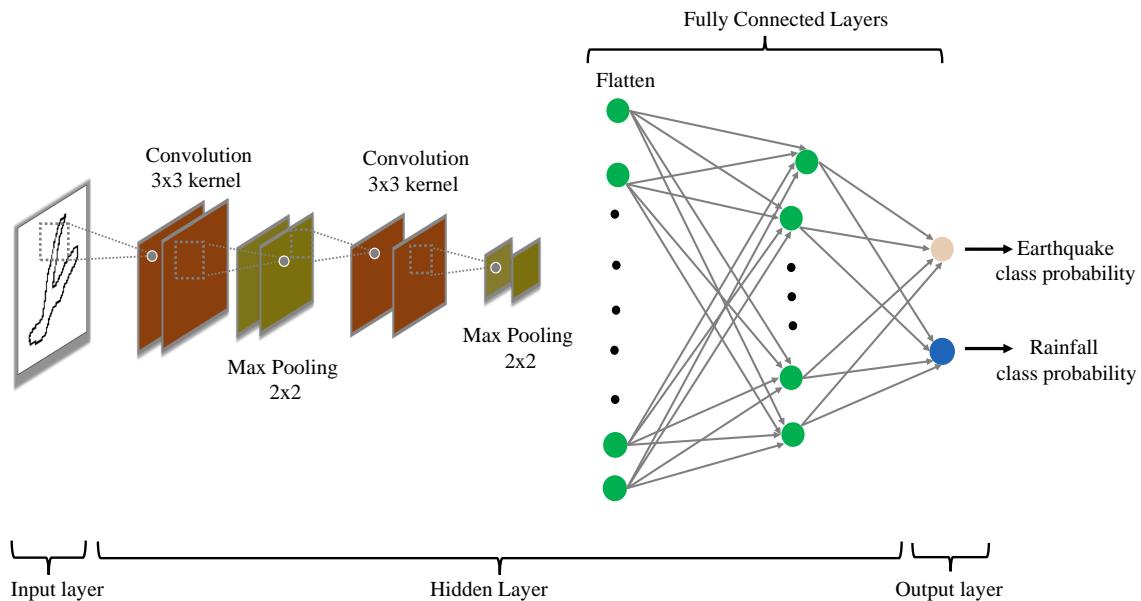 Fully Connected Layers
Flatten
Convolution
3x3 kernel
Convolution
3x3 kernel
Max Pooling
2x2
Max Pooling
2x2
Earthquake
class probability
Rainfall
class probability
Input layer
Hidden Layer
Output layer